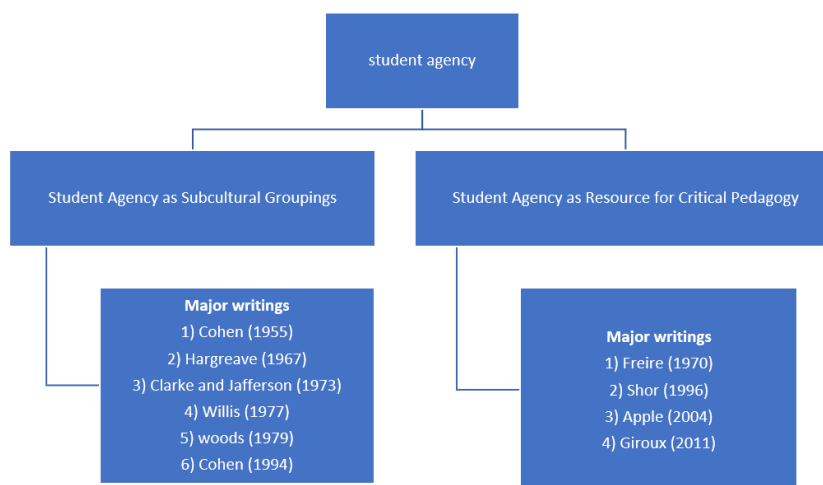 student agency
Student Agency as Subcultural Groupings
Student Agency as Resource for Critical Pedagogy
Major writings
1) Cohen (1955)
2) Hargreave (1967)
3) Clarke and Jafferson (1973)
4) Willis (1977)
5) woods (1979)
6) Cohen (1994)
Major writings
1) Freire (1970)
2) Shor (1996)
3) Apple (2004)
4) Giroux (2011)